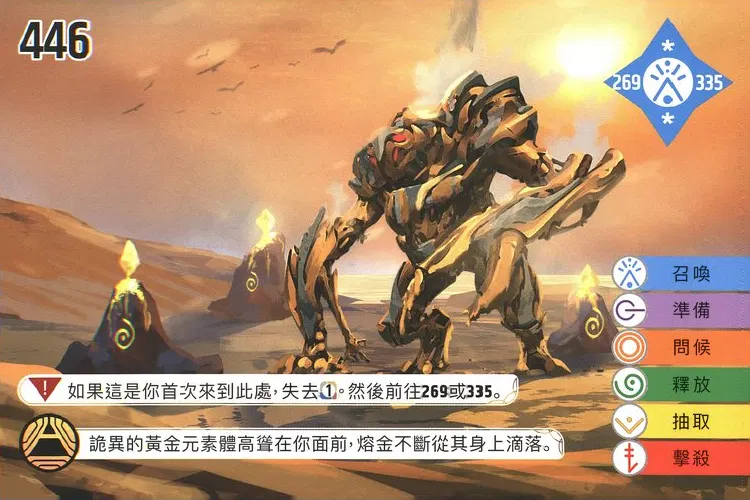 446
*
269 335
*
召喚
準備
問候
釋放
抽取
擊殺
! 如果這是你首次來到此處,失去1。然後前往269或335。
詭異的黃金元素體高聳在你面前,熔金不斷從其身上滴落。